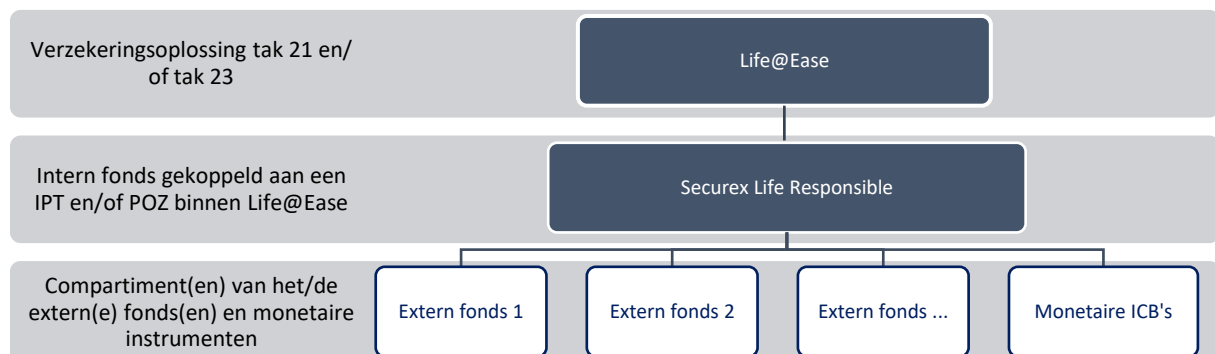 Verzekeringsoplossing tak 21 en/
of tak 23
Life@Ease
Intern fonds gekoppeld aan een
IPT en/of POZ binnen Life@Ease
Securex Life Responsible
Compartiment(en) van het/de
extern(e) fonds(en) en monetaire
instrumenten
Extern fonds 1
Extern fonds 2
Extern fonds ...
Monetaire ICB's